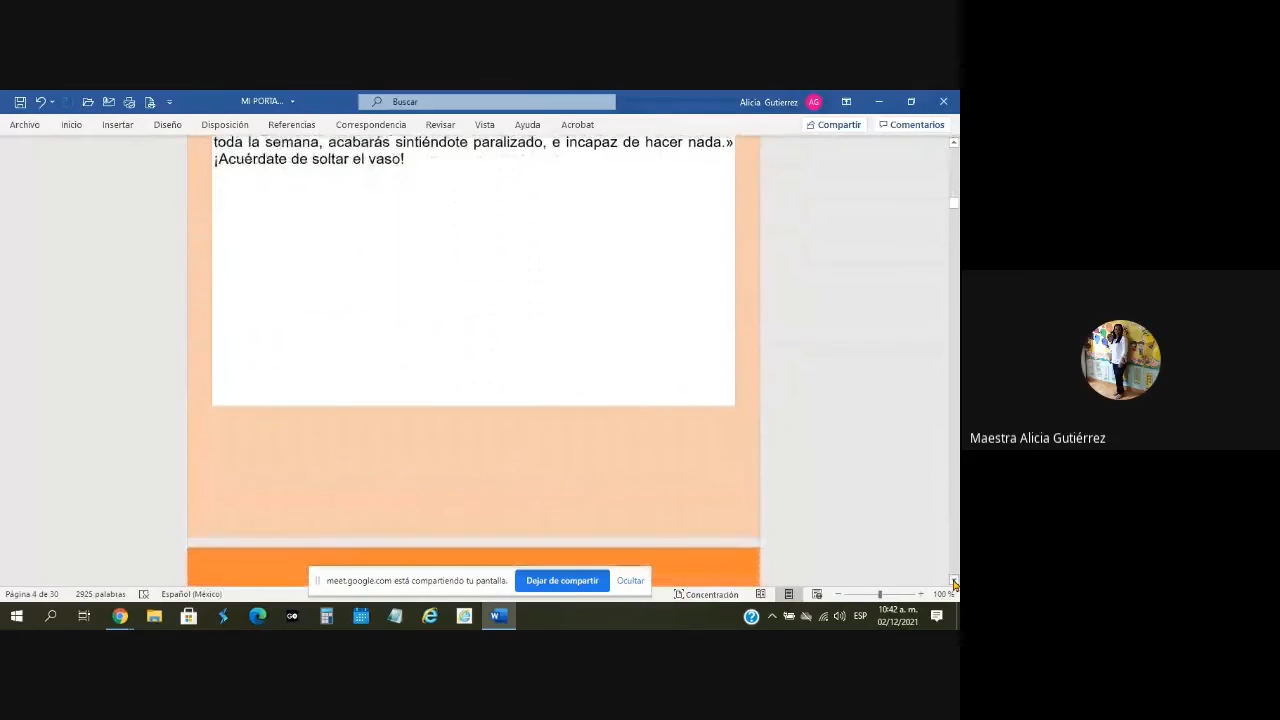 MI PORTA...
Buscar
Alicia Gutierrez
AG
Archivo Inicio Insertar Diseño Disposición Referencias Correspondencia Revisar Vista Ayuda Acrobat
Compartir
Comentarios
toda la semana, acabarás sintiéndote paralizado, e incapaz de hacer nada.»
¡Acuérdate de soltar el vaso!
Maestra Alicia Gutiérrez
meet.google.com está compartiendo tu pantalla.
Dejar de compartir
Ocultar
Página 4 de 30
2925 palabras
Español (México)
Concentración
100 %
GO
W
ESP
10:42 a. m.
02/12/2021